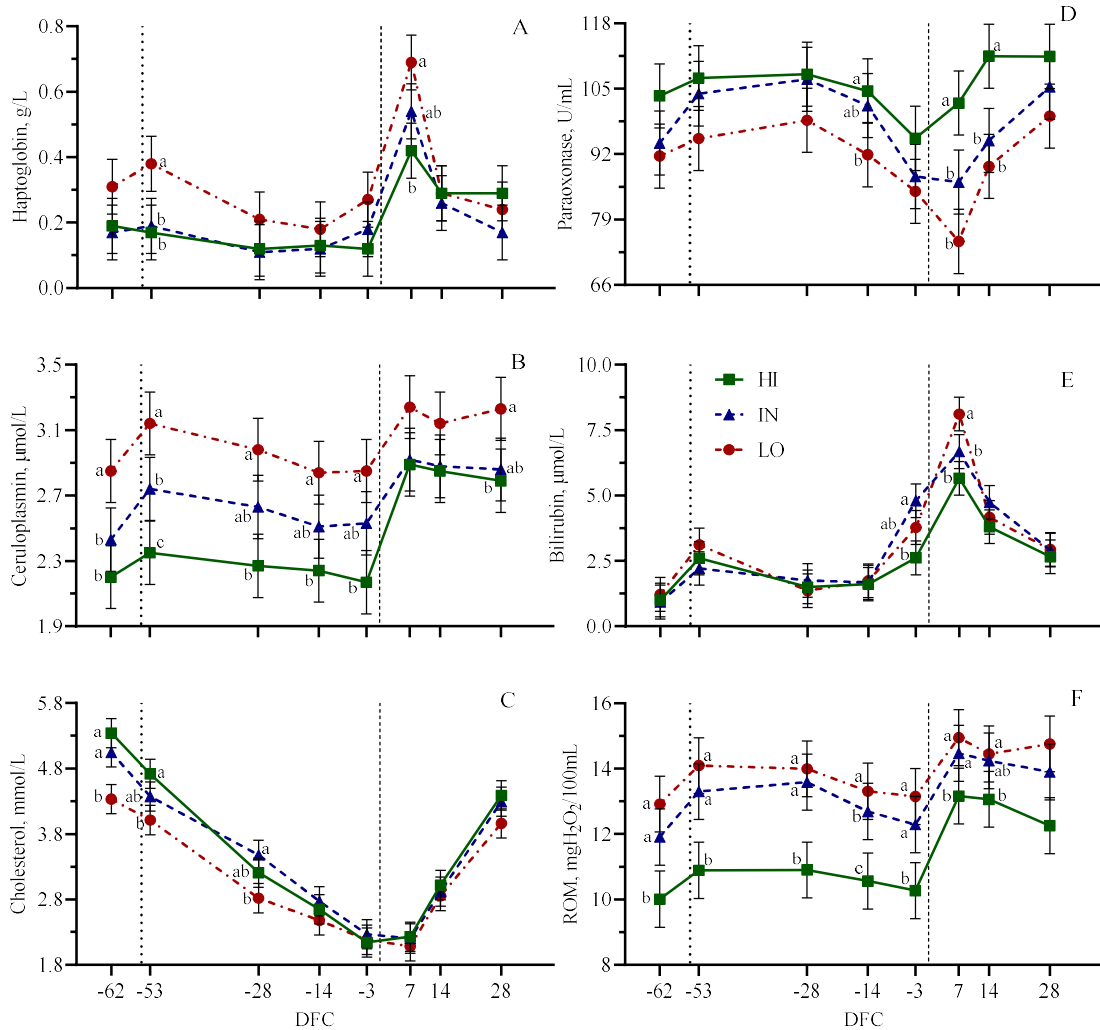 A
Haptoglobin, g/L
0.8
0.6
0.4
0.2
0.0
a
b
b
a
ab
b
D
Paraoxonase, U/mL
118
105
92
79
66
a
ab
b
a
b
b
a
b
b
B
Ceruloplasmin, µmol/L
3.5
3.1
2.7
2.3
1.9
a
b
b
a
b
c
a
ab
b
a
ab
b
a
ab
b
a
ab
b
E
Bilirubin, µmol/L
10.0
7.5
5.0
2.5
0.0
HI
IN
LO
a
ab
b
a
b
b
C
Cholesterol, mmol/L
5.8
4.8
3.8
2.8
1.8
a
a
b
a
ab
b
a
ab
b
-62
-53
-28
-14
-3
7
14
28
DFC
F
ROM, mgH₂O₂/100mL
16
14
12
10
8
a
a
b
a
a
b
a
a
b
a
b
c
a
a
b
a
a
b
a
ab
b
-62
-53
-28
-14
-3
7
14
28
DFC